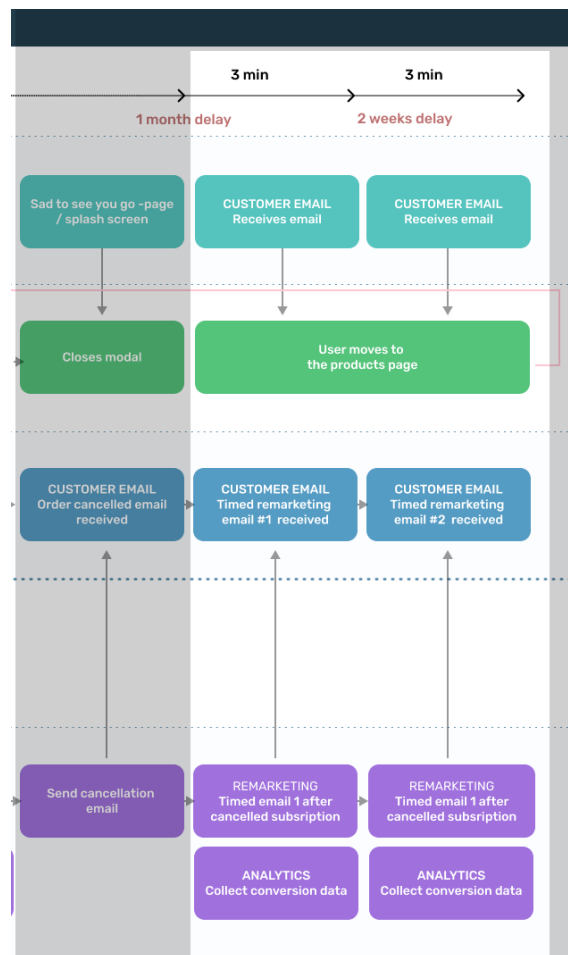 3 min
3 min
1 month delay
2 weeks delay
Sad to see you go -page
/ splash screen
CUSTOMER EMAIL
Receives email
CUSTOMER EMAIL
Receives email
Closes modal
User moves to
the products page
CUSTOMER EMAIL
Order cancelled email
received
CUSTOMER EMAIL
Timed remarketing
email #1 received
CUSTOMER EMAIL
Timed remarketing
email #2 received
Send cancellation
email
REMARKETING
Timed email 1 after
cancelled subsription
REMARKETING
Timed email 1 after
cancelled subsription
ANALYTICS
Collect conversion data
ANALYTICS
Collect conversion data